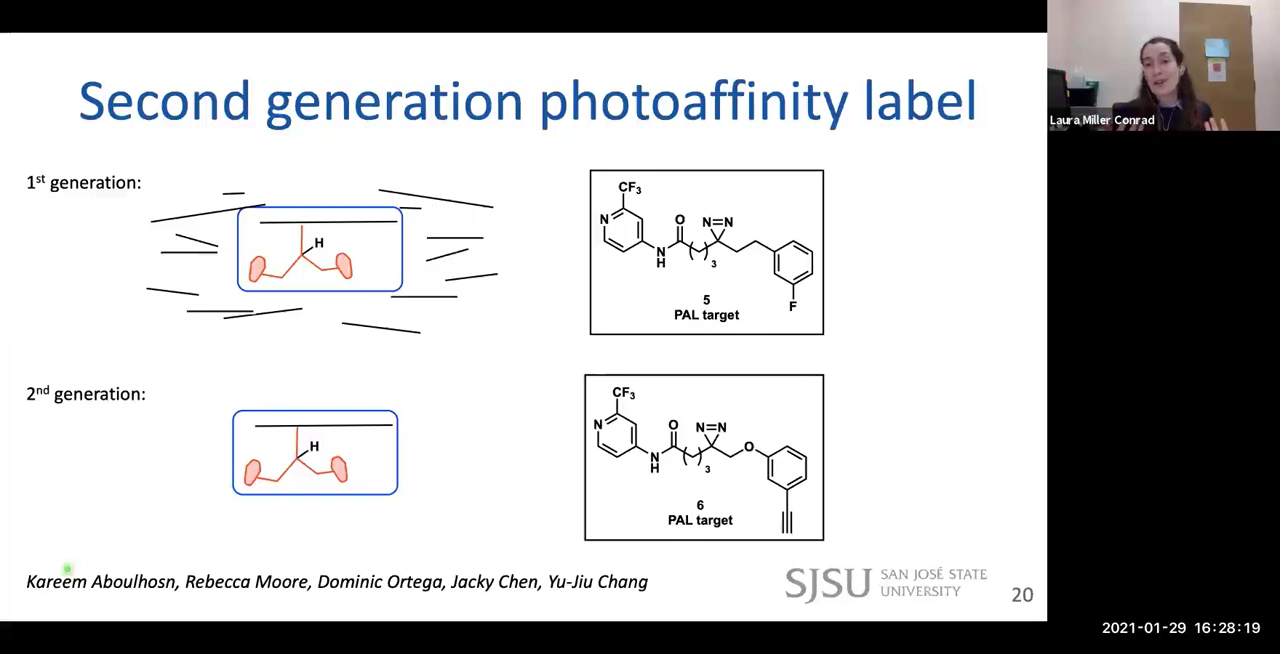 Second generation photoaffinity label
Laura Miller Conrad
1st generation:
H
CF3
N
O
N=N
N
H
3
F
5
PAL target
2nd generation:
H
CF3
N
O
N=N
O
N
H
3
6
PAL target
Kareem Aboulhosn, Rebecca Moore, Dominic Ortega, Jacky Chen, Yu-Jiu Chang
SJSU SAN JOSÉ STATE
UNIVERSITY
20
2021-01-29 16:28:19